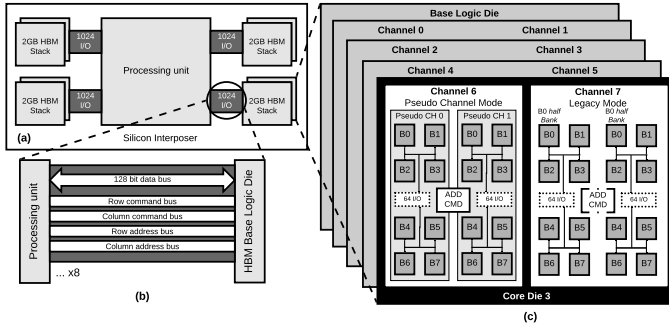 2GB HBM
Stack
1024
I/O
Processing unit
1024
I/O
2GB HBM
Stack
2GB HBM
Stack
1024
I/O
1024
I/O
2GB HBM
Stack
(a)
Silicon Interposer
Processing unit
128 bit data bus
Row command bus
Column command bus
Row address bus
Column address bus
HBM Base Logic Die
... x8
(b)
Base Logic Die
Channel 0
Channel 1
Channel 2
Channel 3
Channel 4
Channel 5
Channel 6
Pseudo Channel Mode
Pseudo CH 0
Pseudo CH 1
B0
B1
B0
B1
B2
B3
B2
B3
64 I/O
ADD
CMD
64 I/O
B4
B5
B4
B5
B6
B7
B6
B7
Channel 7
Legacy Mode
B0 half
Bank
B0 half
Bank
B0
B1
B0
B1
B2
B3
B2
B3
64 I/O
ADD
CMD
64 I/O
B4
B5
B4
B5
B6
B7
B6
B7
Core Die 3
(c)